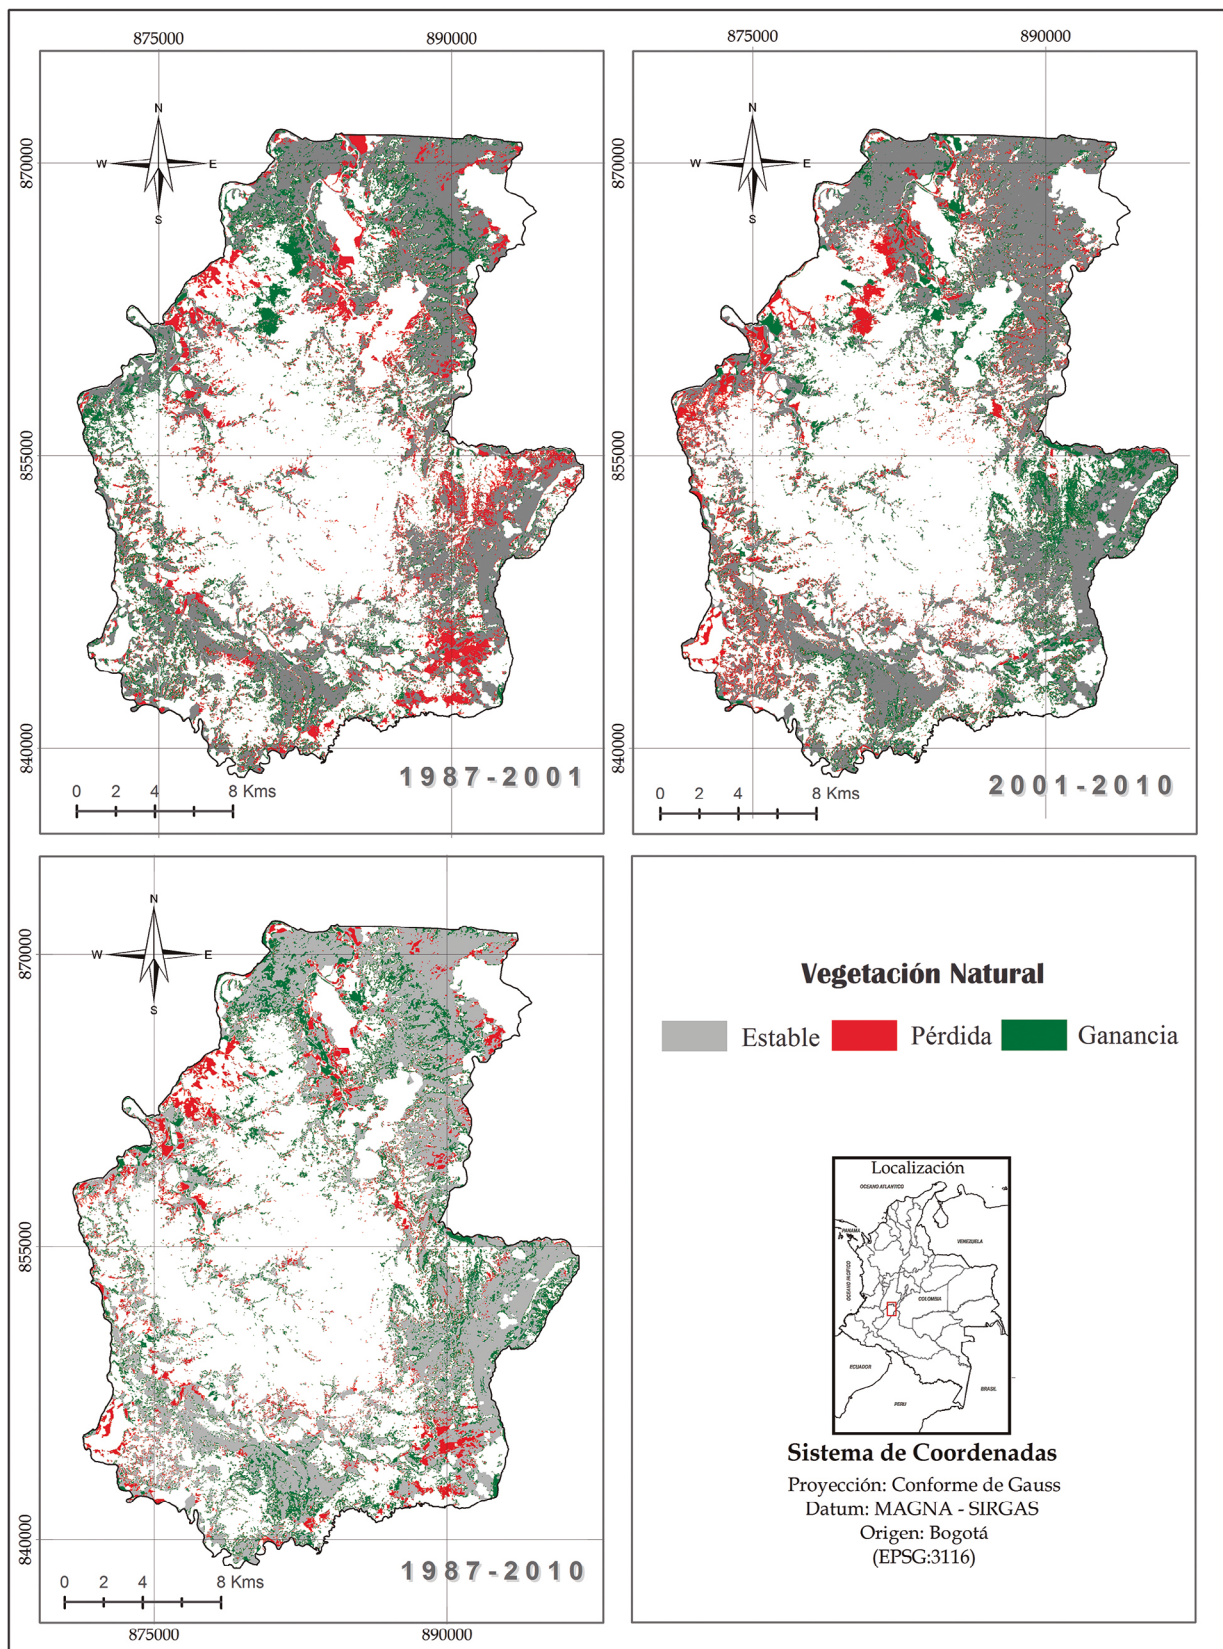 875000
890000
870000
855000
840000
N
W
E
S
1987-2001
0 2 4 8 Kms
875000
890000
870000
855000
840000
N
W
E
S
2001-2010
0 2 4 8 Kms
870000
855000
840000
N
W
E
S
1987-2010
0 2 4 8 Kms
875000
890000
Vegetación Natural
Estable
Pérdida
Ganancia
Localización
OCEANO ATLANTICO
PANAMA
VENEZUELA
OCEANO PACIFICO
COLOMBIA
ECUADOR
BRASIL
PERU
Sistema de Coordenadas
Proyección: Conforme de Gauss
Datum: MAGNA - SIRGAS
Origen: Bogotá
(EPSG:3116)